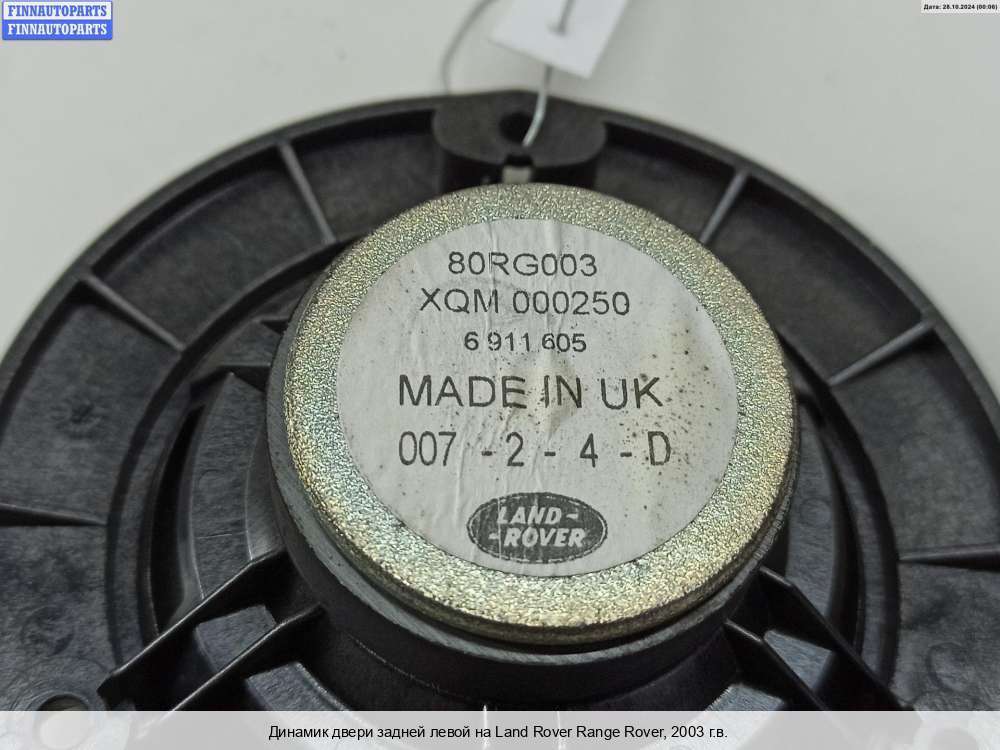 FINNAUTOPARTS
FINNAUTOPARTS
Дата: 28.10.2024 (00:06)
80RG003
XQM 000250
6 911 605
MADE IN UK
007 - 2 - 4 - D
LAND-
-ROVER
Динамик двери задней левой на Land Rover Range Rover, 2003 г.в.